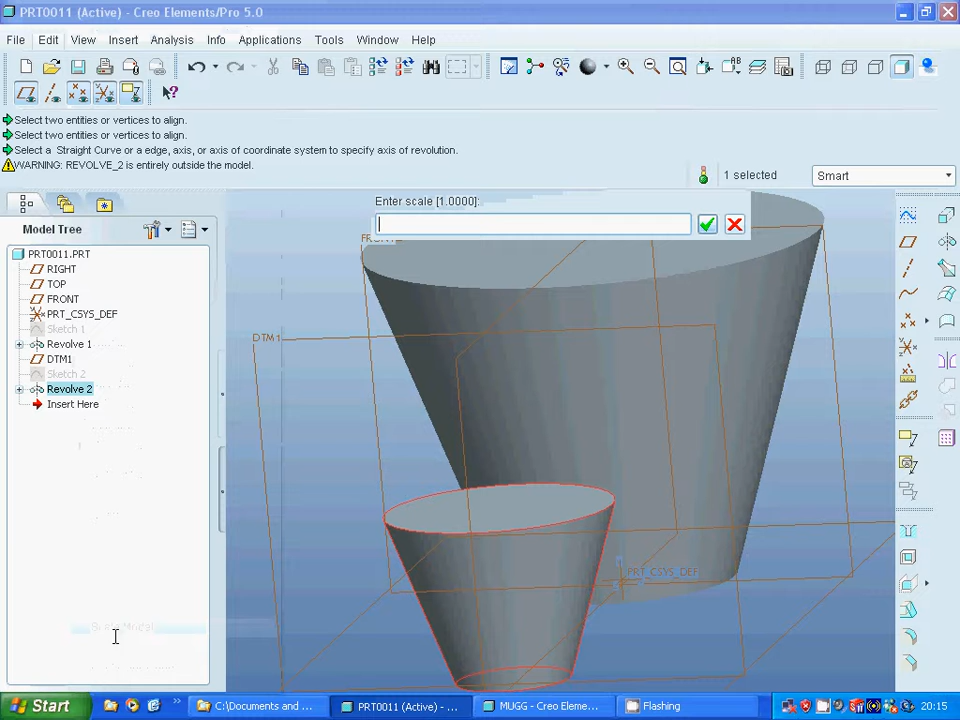 PRT0011 (Active) - Creo Elements/Pro 5.0
File Edit View Insert Analysis Info Applications Tools Window Help
Select two entities or vertices to align.
Select two entities or vertices to align.
Select a Straight Curve or a edge, axis, or axis of coordinate system to specify axis of revolution.
WARNING: REVOLVE_2 is entirely outside the model.
1 selected
Smart
Enter scale [1.0000]:
Model Tree
PRT0011.PRT
RIGHT
TOP
FRONT
PRT_CSYS_DEF
Sketch 1
Revolve 1
DTM1
Sketch 2
Revolve 2
Insert Here
FRONT
DTM1
PRT_CSYS_DEF
Scale Model
Start
C:\Documents and ...
PRT0011 (Active) - ...
MUGG - Creo Eleme...
Flashing
20:15